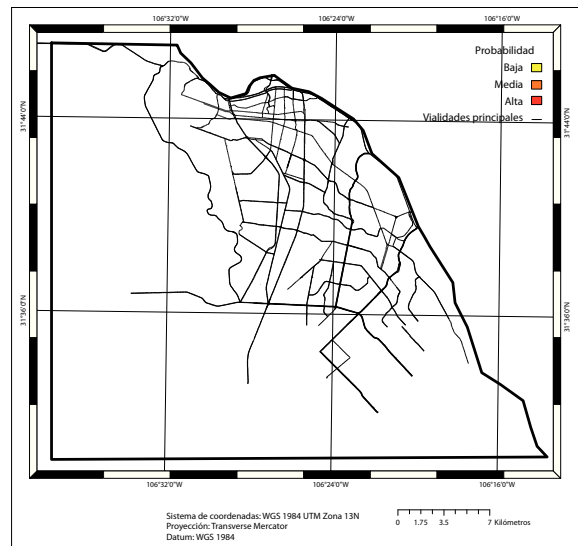 106°32'0"W 106°24'0"W 106°16'0"W
Probabilidad
Baja
Media
Alta
Vialidades principales
31°44'0"N 31°44'0"N
31°36'0"N 31°36'0"N
106°32'0"W 106°24'0"W 106°16'0"W
Sistema de coordenadas: WGS 1984 UTM Zona 13N
Proyección: Transverse Mercator
Datum: WGS 1984
0 1.75 3.5 7 Kilómetros